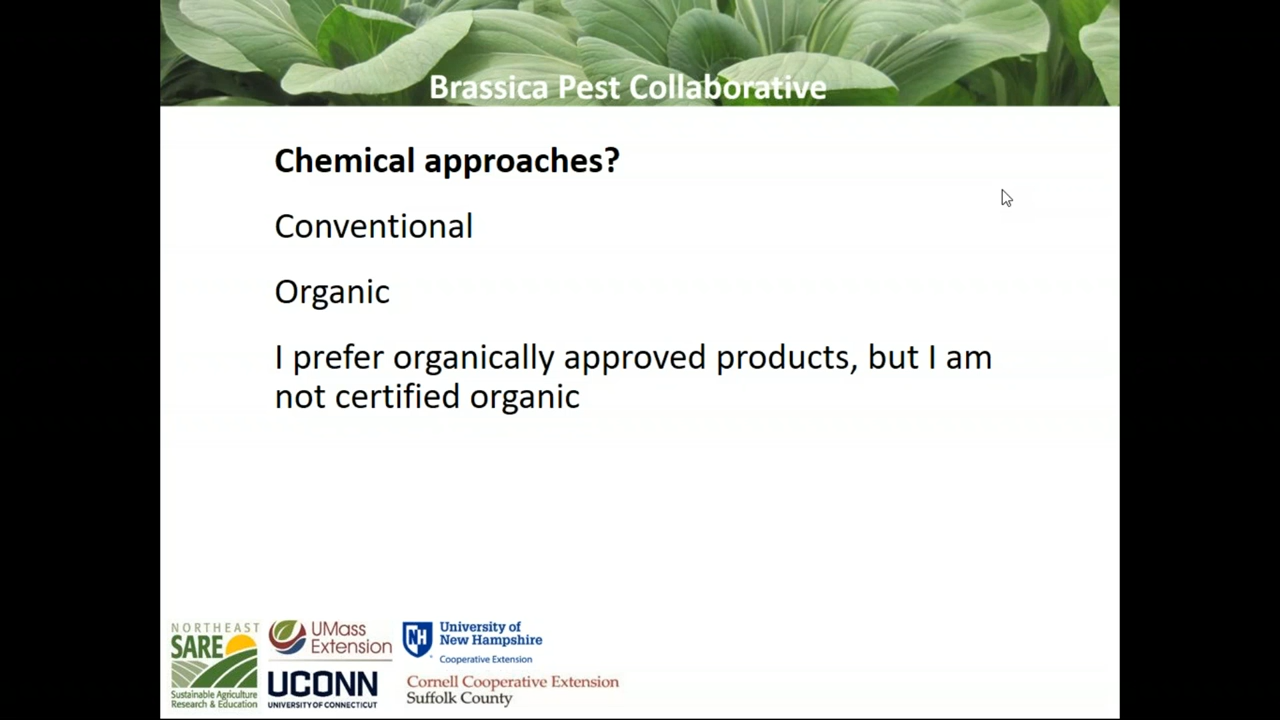 Brassica Pest Collaborative
Chemical approaches?
Conventional
Organic
I prefer organically approved products, but I am
not certified organic
NORTHEAST
SARE
Sustainable Agriculture
Research & Education
UMass
Extension
UCONN
UNIVERSITY OF CONNECTICUT
NH
University of
New Hampshire
Cooperative Extension
Cornell Cooperative Extension
Suffolk County